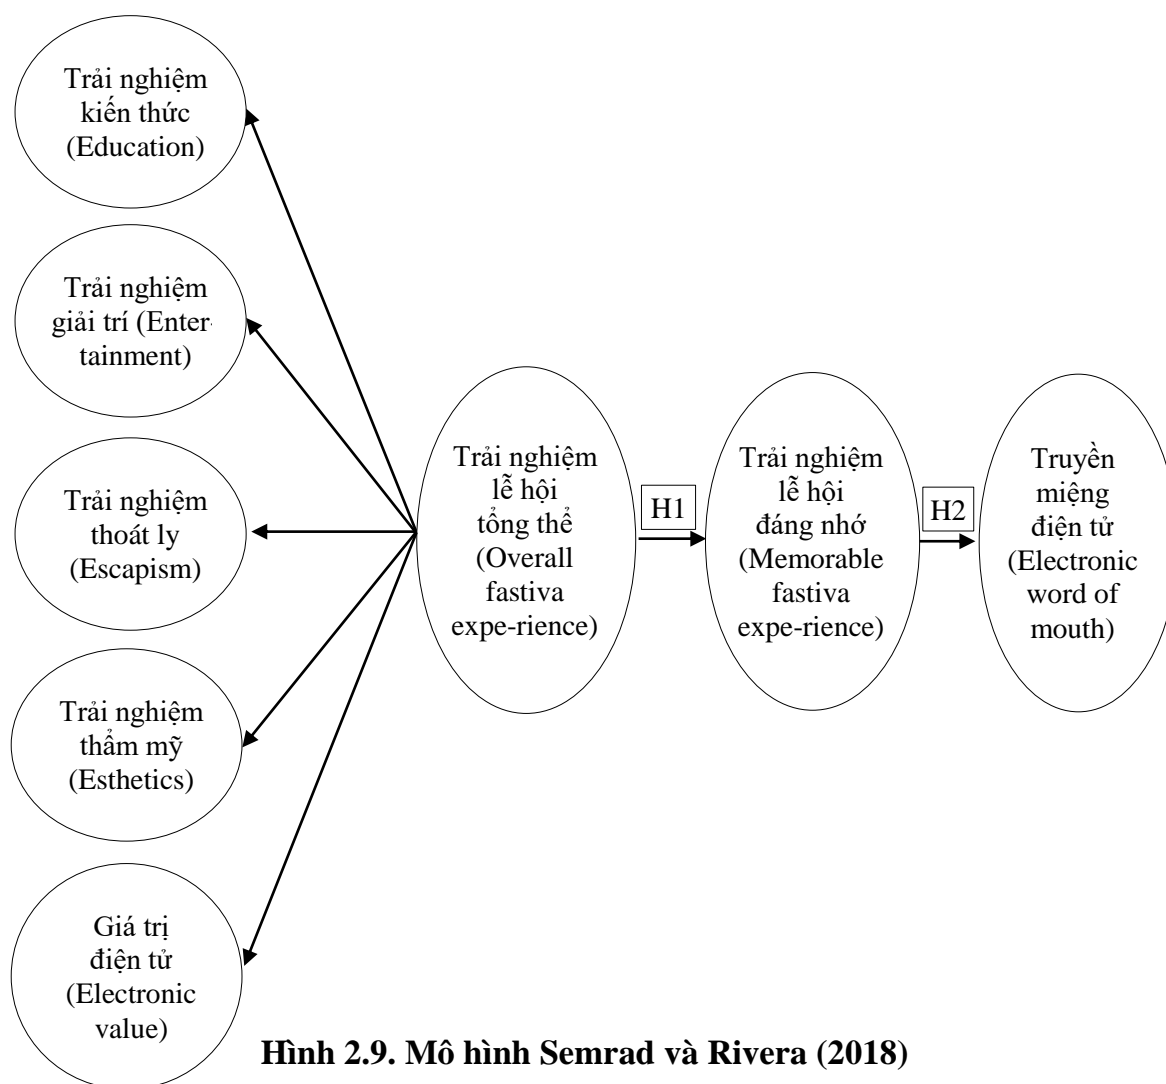 Trải nghiệm
kiến thức
(Education)
Trải nghiệm
giải trí (Enter-
tainment)
Trải nghiệm
thoát ly
(Escapism)
Trải nghiệm
thẩm mỹ
(Esthetics)
Giá trị
điện tử
(Electronic
value)
Trải nghiệm
lễ hội
tổng thể
(Overall
fastiva
expe-rience)
H1
Trải nghiệm
lễ hội
đáng nhớ
(Memorable
fastiva
expe-rience)
H2
Truyền
miệng
điện tử
(Electronic
word of
mouth)
Hình 2.9. Mô hình Semrad và Rivera (2018)